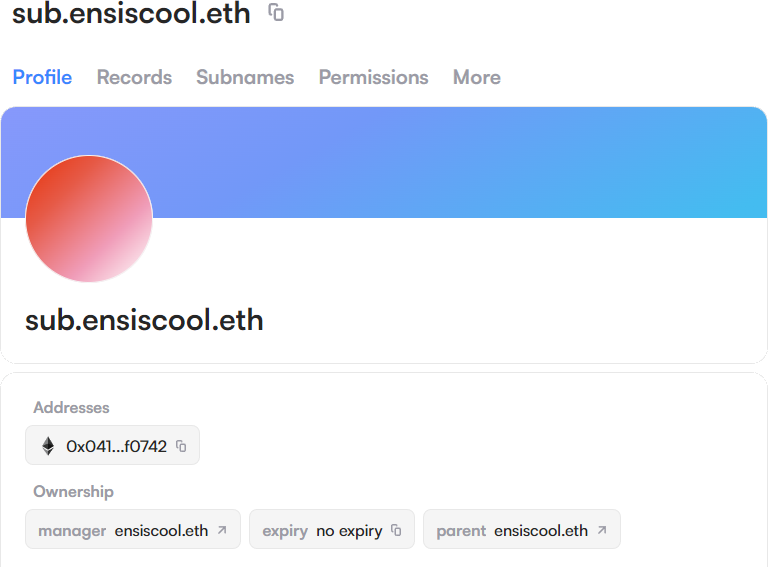 sub.ensiscool.eth
Profile Records Subnames Permissions More
sub.ensiscool.eth
Addresses
0x041...f0742
Ownership
manager ensiscool.eth expiry no expiry parent ensiscool.eth